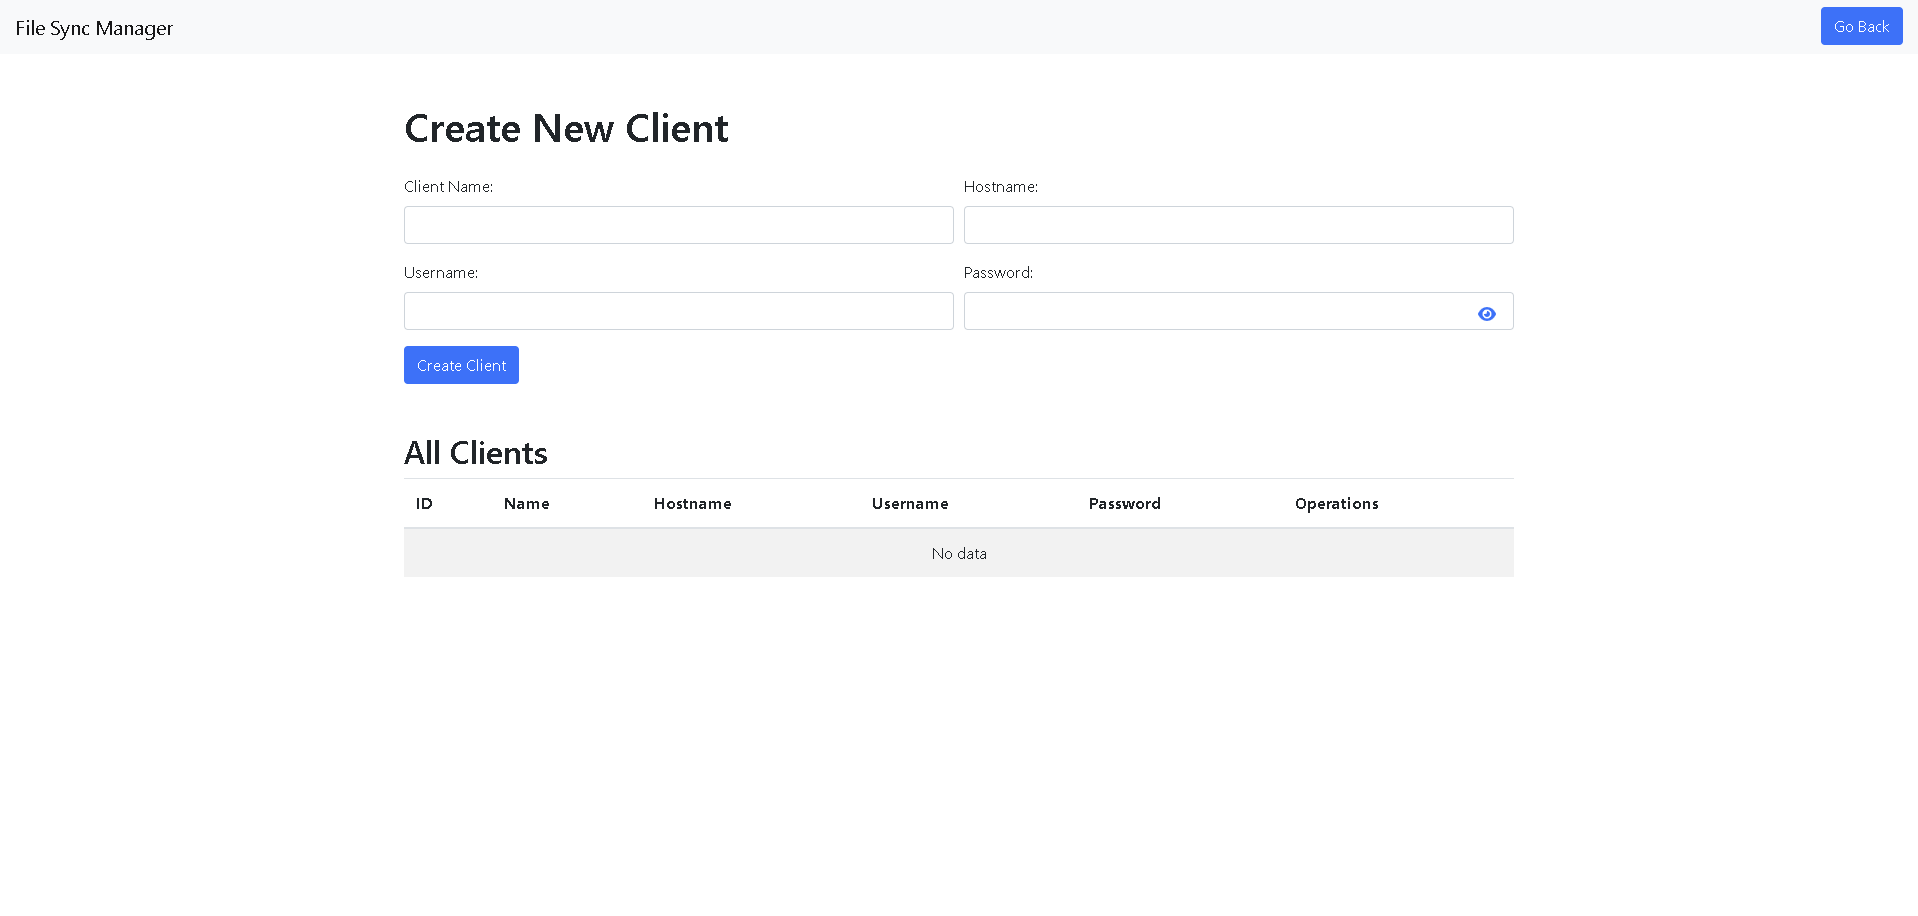 File Sync Manager
Go Back
Create New Client
Client Name:
Hostname:
Username:
Password:
Create Client
All Clients
ID Name Hostname Username Password Operations
No data